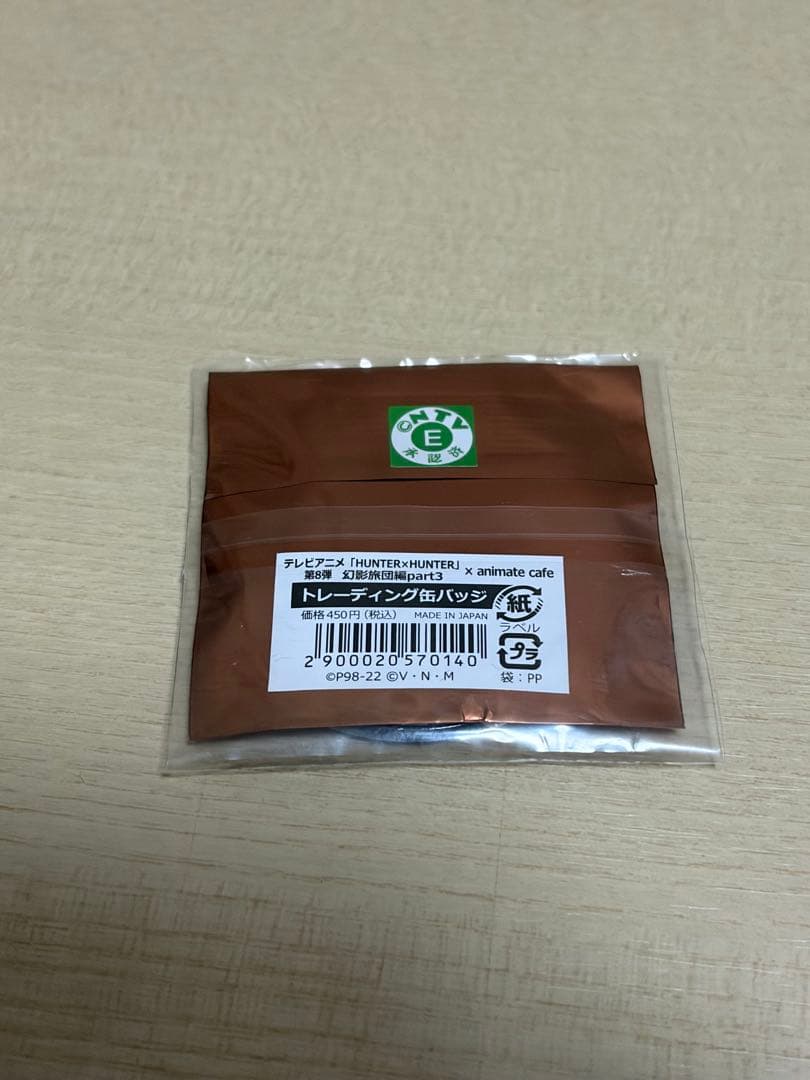 ©NTV
E
承認済
テレビアニメ「HUNTER×HUNTER」
第8弾 幻影旅団編part3
× animate cafe
トレーディング缶バッジ
価格450円(税込) MADE IN JAPAN
2 900020 570140
©P98-22 ©V・N・M
紙
ラベル
プラ
袋:PP